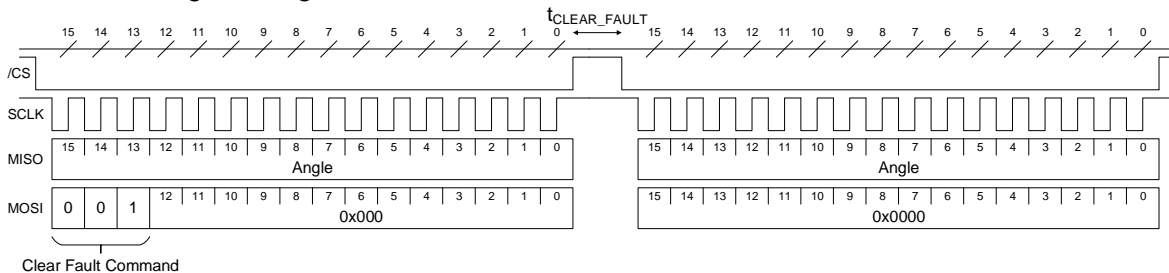 t_CLEAR_FAULT
15 14 13 12 11 10 9 8 7 6 5 4 3 2 1 0 15 14 13 12 11 10 9 8 7 6 5 4 3 2 1 0
/CS
SCLK
15 14 13 12 11 10 9 8 7 6 5 4 3 2 1 0 15 14 13 12 11 10 9 8 7 6 5 4 3 2 1 0
MISO
Angle Angle
12 11 10 9 8 7 6 5 4 3 2 1 0 15 14 13 12 11 10 9 8 7 6 5 4 3 2 1 0
MOSI 0 0 1
0x000 0x0000
Clear Fault Command